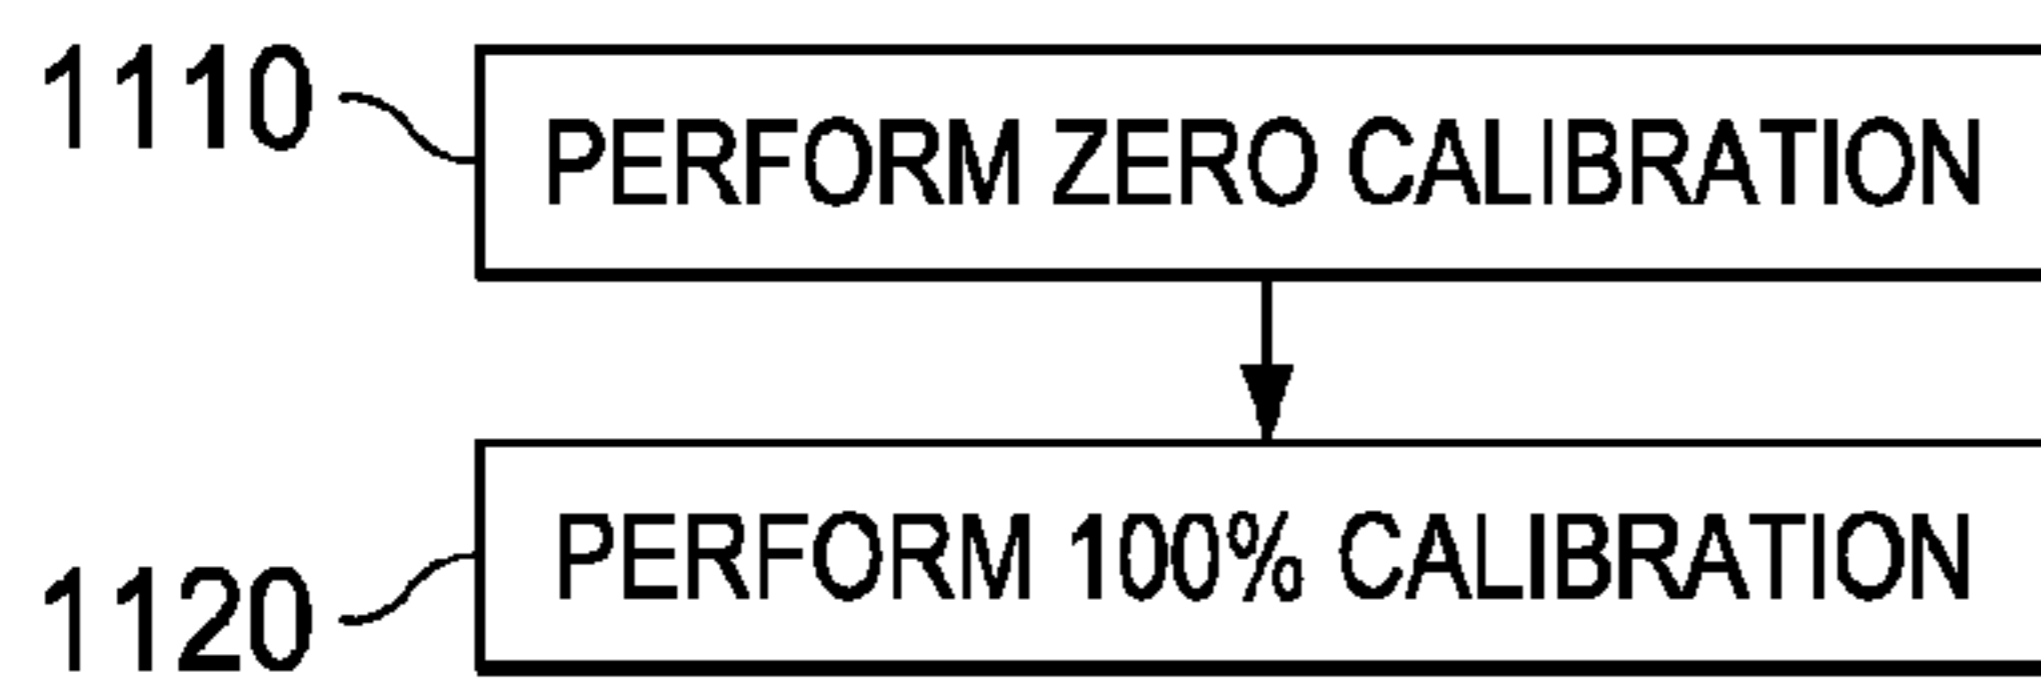 1110 PERFORM ZERO CALIBRATION
1120 PERFORM 100% CALIBRATION